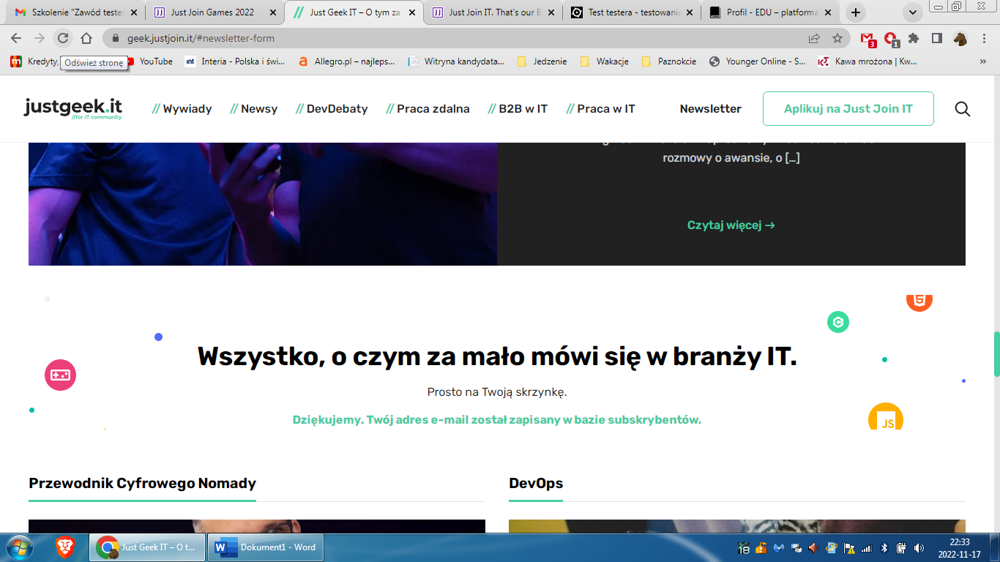 Szkolenie "Zawód tester
Just Join Games 2022
Just Geek IT – O tym za
Just Join IT. That's our B
Test testera - testowanie
Profil - EDU – platforma
geek.justjoin.it/#newsletter-form
3
1
Kredyty,
Odśwież stronę
YouTube
int
Interia - Polska i świ...
a
Allegro.pl – najleps...
Witryna kandydata...
Jedzenie
Wakacje
Paznokcie
Younger Online - S...
Kawa mrożona | Kw...
»
justgeek.it
//for IT community
// Wywiady
// Newsy
// DevDebaty
// Praca zdalna
// B2B w IT
// Praca w IT
Newsletter
Aplikuj na Just Join IT
rozmowy o awansie, o [...]
Czytaj więcej →
Wszystko, o czym za mało mówi się w branży IT.
Prosto na Twoją skrzynkę.
Dziękujemy. Twój adres e-mail został zapisany w bazie subskrybentów.
JS
Przewodnik Cyfrowego Nomady
DevOps
Just Geek IT – O t...
Dokument1 - Word
18
22:33
2022-11-17